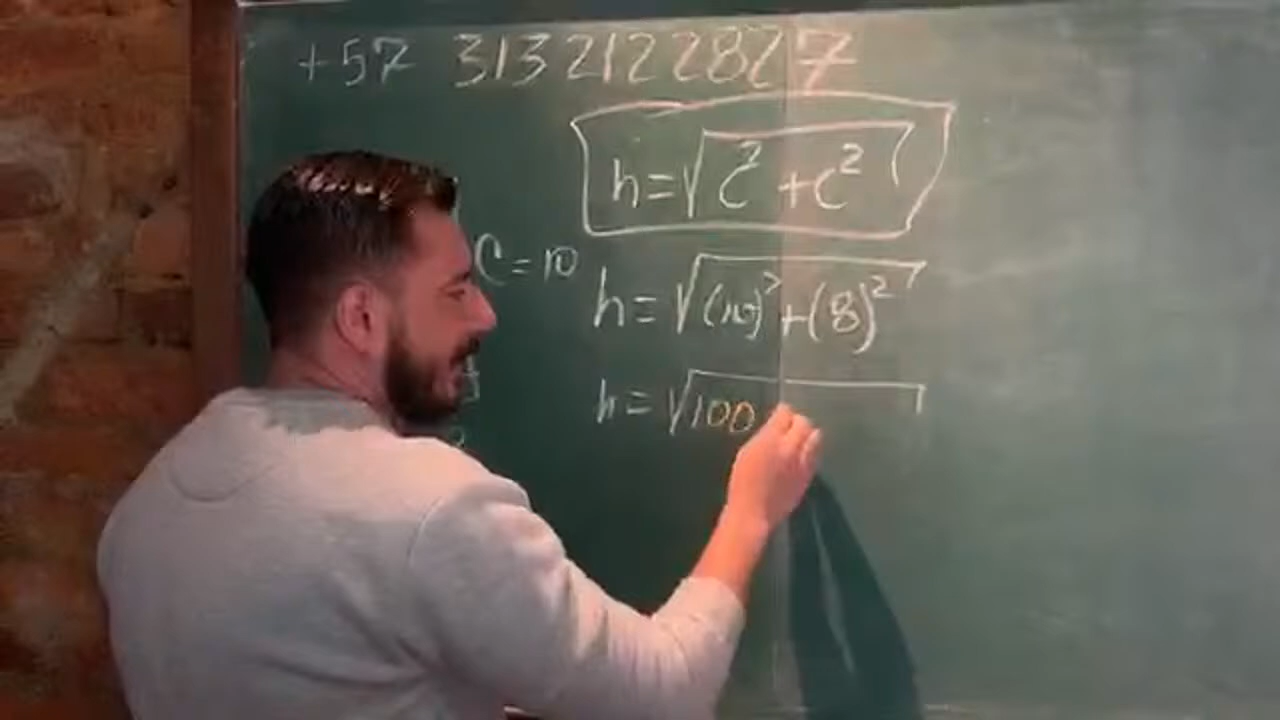 +57 3132122827
h=√c²+c²
C=10
h=√(10)²+(8)²
h=√100